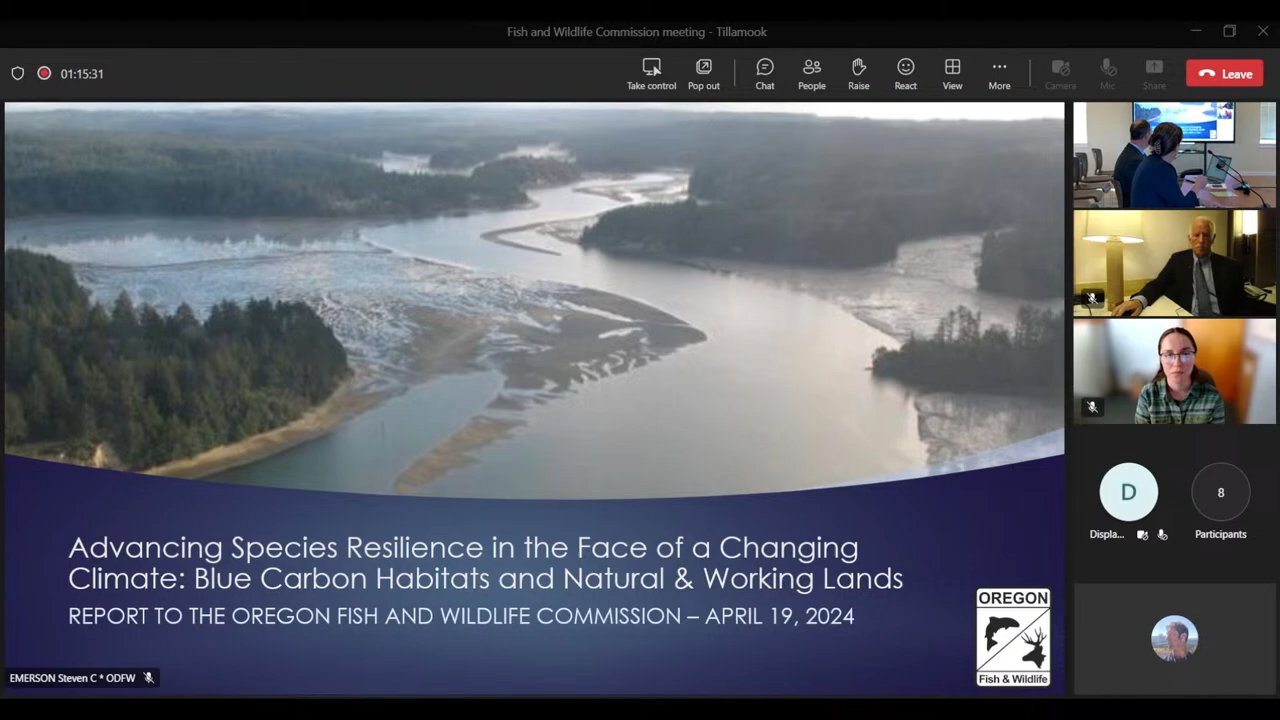 Fish and Wildlife Commission meeting - Tillamook
01:15:31
Take control
Pop out
Chat
People
Raise
React
View
More
Camera
Mic
Share
Leave
D
Displa...
8
Participants
Advancing Species Resilience in the Face of a Changing
Climate: Blue Carbon Habitats and Natural & Working Lands
REPORT TO THE OREGON FISH AND WILDLIFE COMMISSION – APRIL 19, 2024
OREGON
Fish & Wildlife
EMERSON Steven C * ODFW